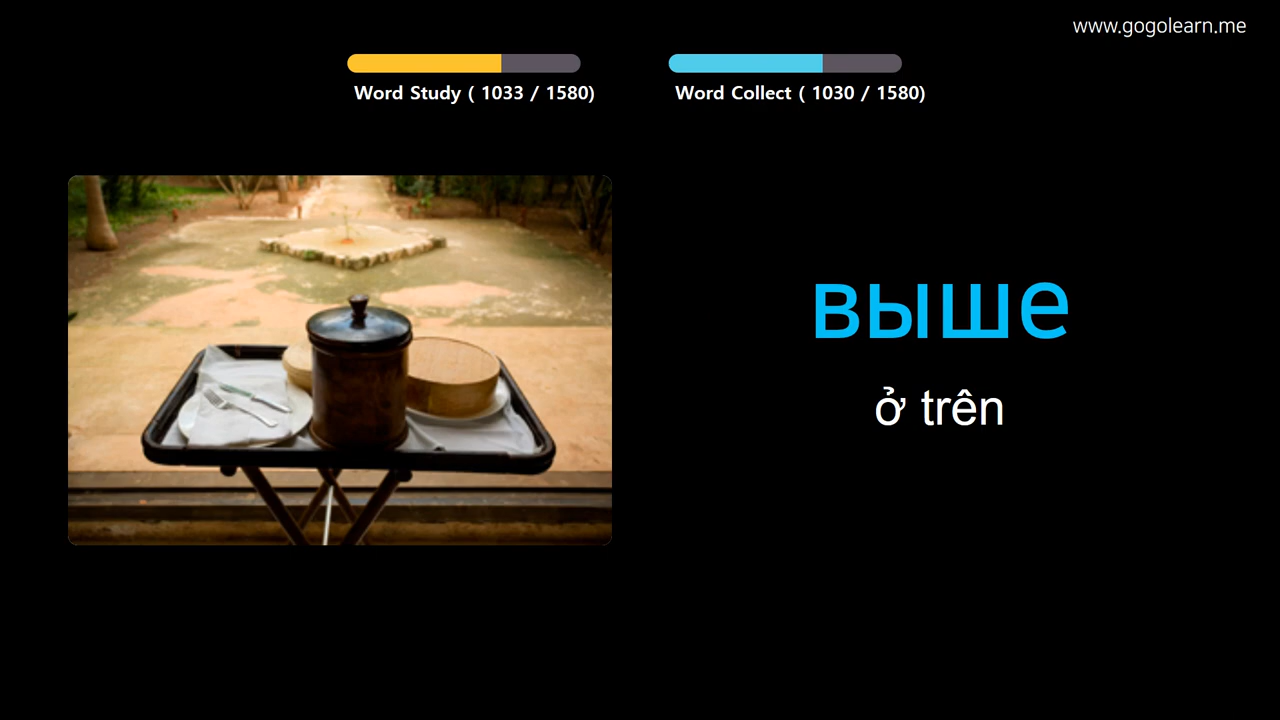 www.gogolearn.me
Word Study ( 1033 / 1580)
Word Collect ( 1030 / 1580)
выше
ở trên